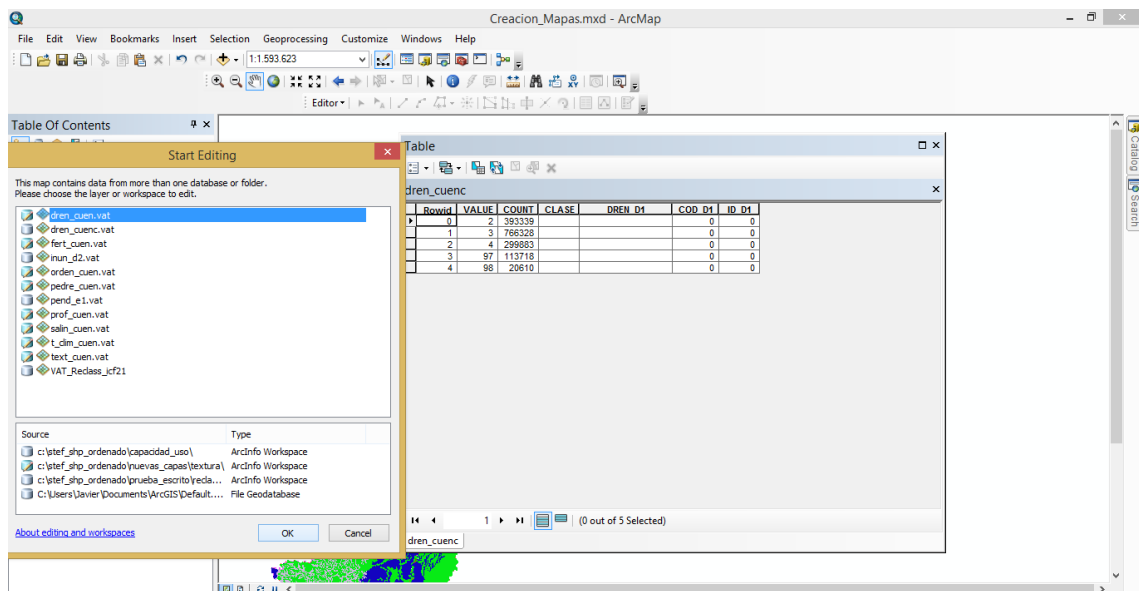 Creacion_Mapas.mxd - ArcMap
File Edit View Bookmarks Insert Selection Geoprocessing Customize Windows Help
1:1.593.623
Editor
Table Of Contents
Start Editing
This map contains data from more than one database or folder.
Please choose the layer or workspace to edit.
dren_cuen.vat
dren_cuenc.vat
fert_cuen.vat
inun_d2.vat
orden_cuen.vat
pedre_cuen.vat
pend_e1.vat
prof_cuen.vat
salin_cuen.vat
t_clim_cuen.vat
text_cuen.vat
VAT_Reclass_icf21
Source Type
c:\stef_shp_ordenado\capacidad_uso\ ArcInfo Workspace
c:\stef_shp_ordenado\nuevas_capas\textura\ ArcInfo Workspace
c:\stef_shp_ordenado\prueba_escrito\recla... ArcInfo Workspace
C:\Users\Javier\Documents\ArcGIS\Default.... File Geodatabase
About editing and workspaces
OK Cancel
Table
dren_cuenc
Rowid VALUE COUNT CLASE DREN_D1 COD_D1 ID_D1
0 2 393339 0 0
1 3 766328 0 0
2 4 299883 0 0
3 97 113718 0 0
4 98 20610 0 0
1 (0 out of 5 Selected)
dren_cuenc
Catalog
Search